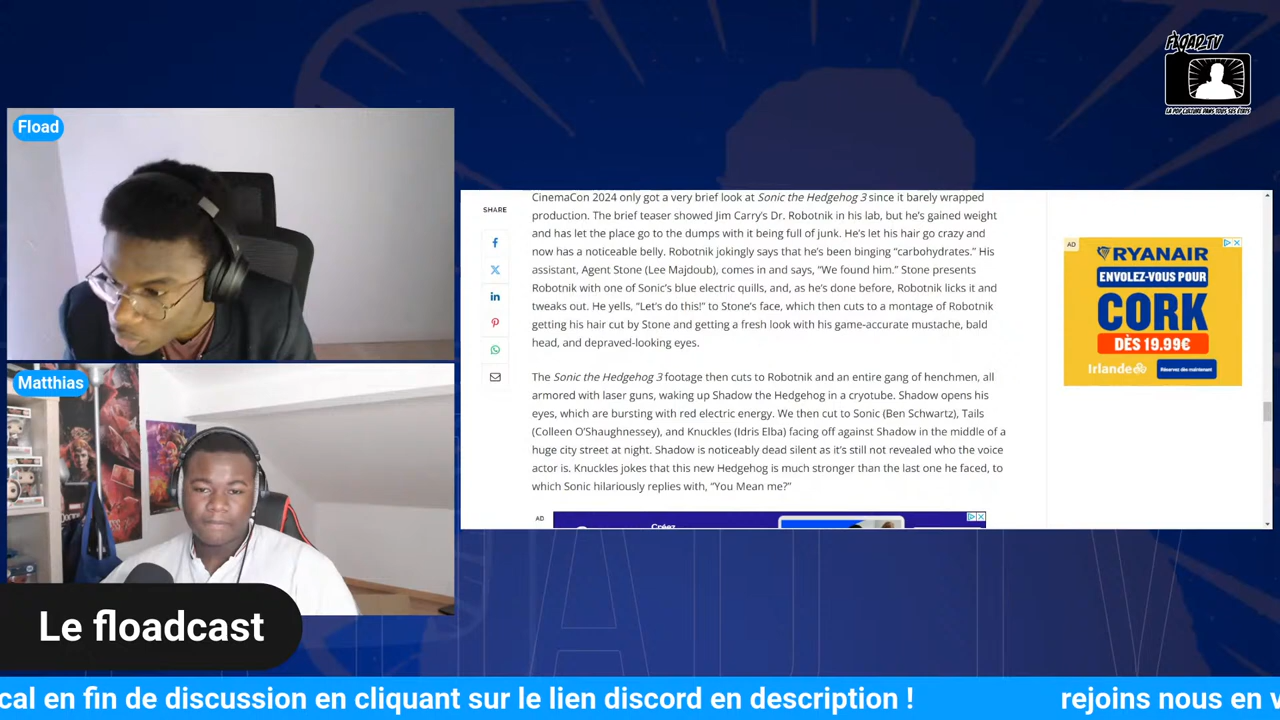 FLOAD.TV
LA POP CULTURE DANS TOUS SES ÉTATS
Fload
Matthias
Le floadcast
SHARE
CinemaCon 2024 only got a very brief look at Sonic the Hedgehog 3 since it barely wrapped
production. The brief teaser showed Jim Carry's Dr. Robotnik in his lab, but he's gained weight
and has let the place go to the dumps with it being full of junk. He's let his hair go crazy and
now has a noticeable belly. Robotnik jokingly says that he's been binging "carbohydrates." His
assistant, Agent Stone (Lee Majdoub), comes in and says, "We found him." Stone presents
Robotnik with one of Sonic's blue electric quills, and, as he's done before, Robotnik licks it and
tweaks out. He yells, "Let's do this!" to Stone's face, which then cuts to a montage of Robotnik
getting his hair cut by Stone and getting a fresh look with his game-accurate mustache, bald
head, and depraved-looking eyes.
The Sonic the Hedgehog 3 footage then cuts to Robotnik and an entire gang of henchmen, all
armored with laser guns, waking up Shadow the Hedgehog in a cryotube. Shadow opens his
eyes, which are bursting with red electric energy. We then cut to Sonic (Ben Schwartz), Tails
(Colleen O'Shaughnessey), and Knuckles (Idris Elba) facing off against Shadow in the middle of a
huge city street at night. Shadow is noticeably dead silent as it's still not revealed who the voice
actor is. Knuckles jokes that this new Hedgehog is much stronger than the last one he faced, to
which Sonic hilariously replies with, "You Mean me?"
AD
Créez
AD
RYANAIR
ENVOLEZ-VOUS POUR
CORK
DÈS 19.99€
Irlande
Réservez dès maintenant
cal en fin de discussion en cliquant sur le lien discord en description !
rejoins nous en v